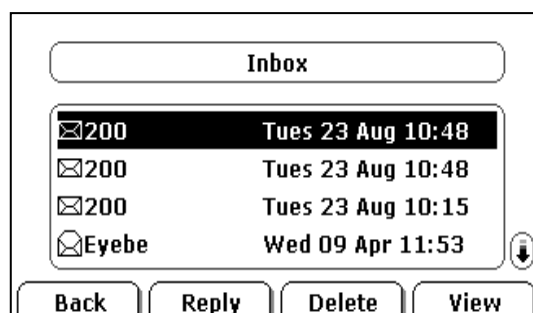 Inbox
200 Tues 23 Aug 10:48
200 Tues 23 Aug 10:48
200 Tues 23 Aug 10:15
Eyebe Wed 09 Apr 11:53
Back Reply Delete View